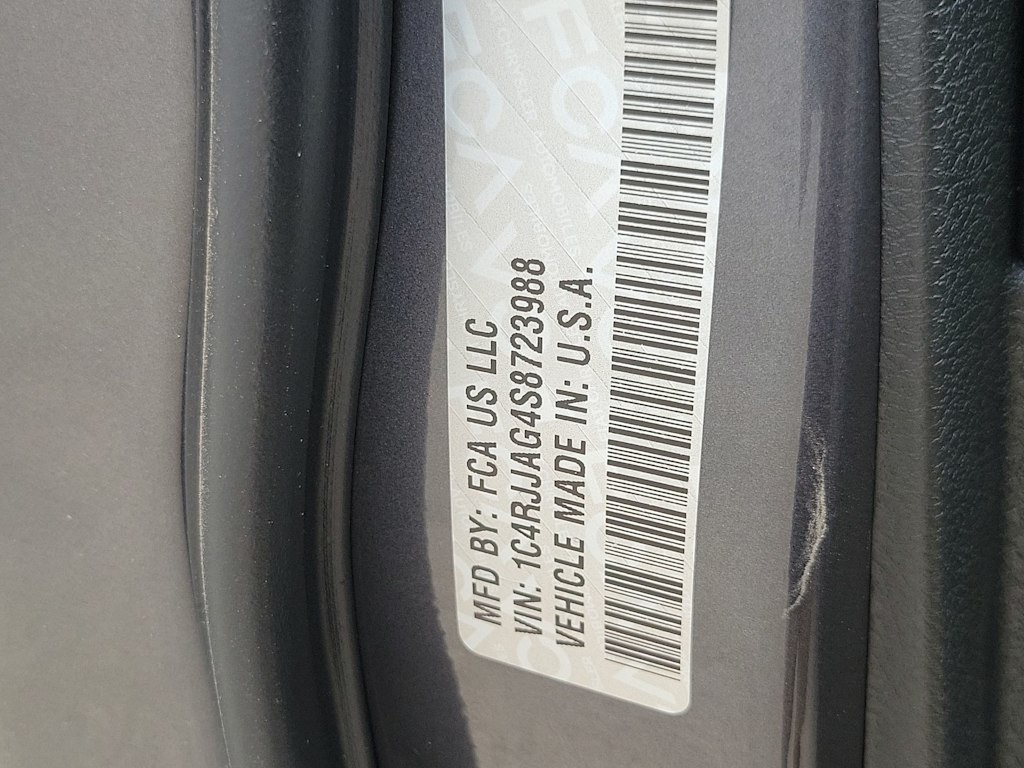 MFD BY: FCA US LLC
VIN: 1C4RJJAG4S8723988
VEHICLE MADE IN: U.S.A.